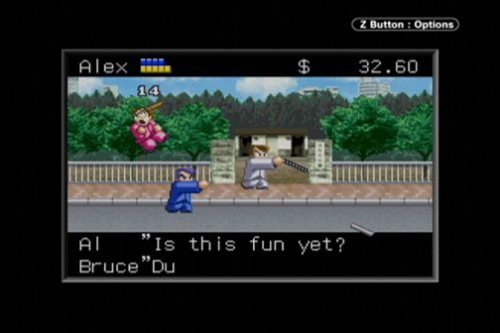 Z Button : Options
Alex $ 32.60
14
Al "Is this fun yet?
Bruce"Du